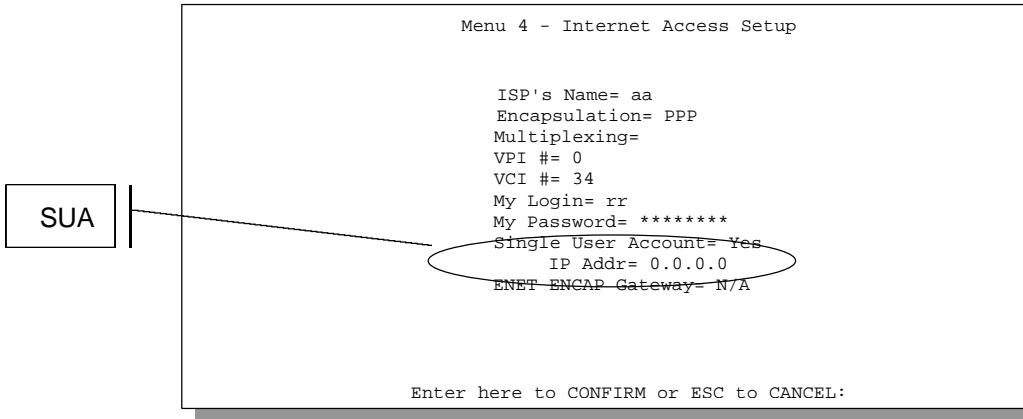 Menu 4 - Internet Access Setup
ISP's Name= aa
Encapsulation= PPP
Multiplexing=
VPI #= 0
VCI #= 34
My Login= rr
My Password= ********
Single User Account= Yes
IP Addr= 0.0.0.0
ENET ENCAP Gateway= N/A
Enter here to CONFIRM or ESC to CANCEL:
SUA